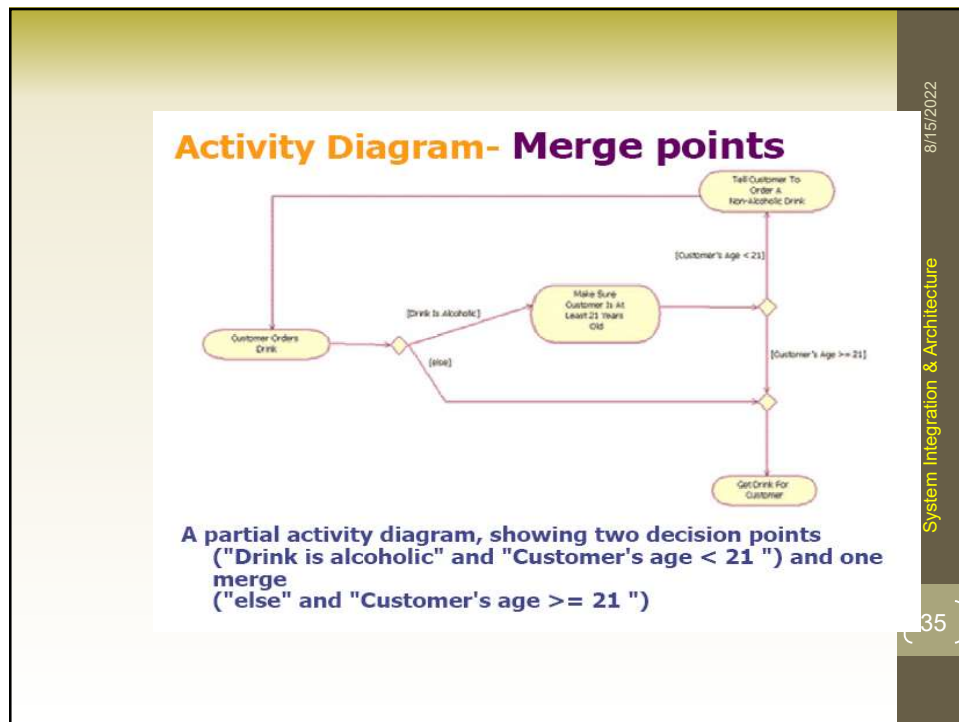 Activity Diagram- Merge points
Tell Customer To
Order A
Non-Alcoholic Drink
[Customer's Age < 21]
Make Sure
Customer Is At
Least 21 Years
Old
[Drink Is Alcoholic]
Customer Orders
Drink
[else]
[Customer's Age >= 21]
Get Drink For
Customer
A partial activity diagram, showing two decision points
("Drink is alcoholic" and "Customer's age < 21 ") and one
merge
("else" and "Customer's age >= 21 ")
8/15/2022
System Integration & Architecture
35